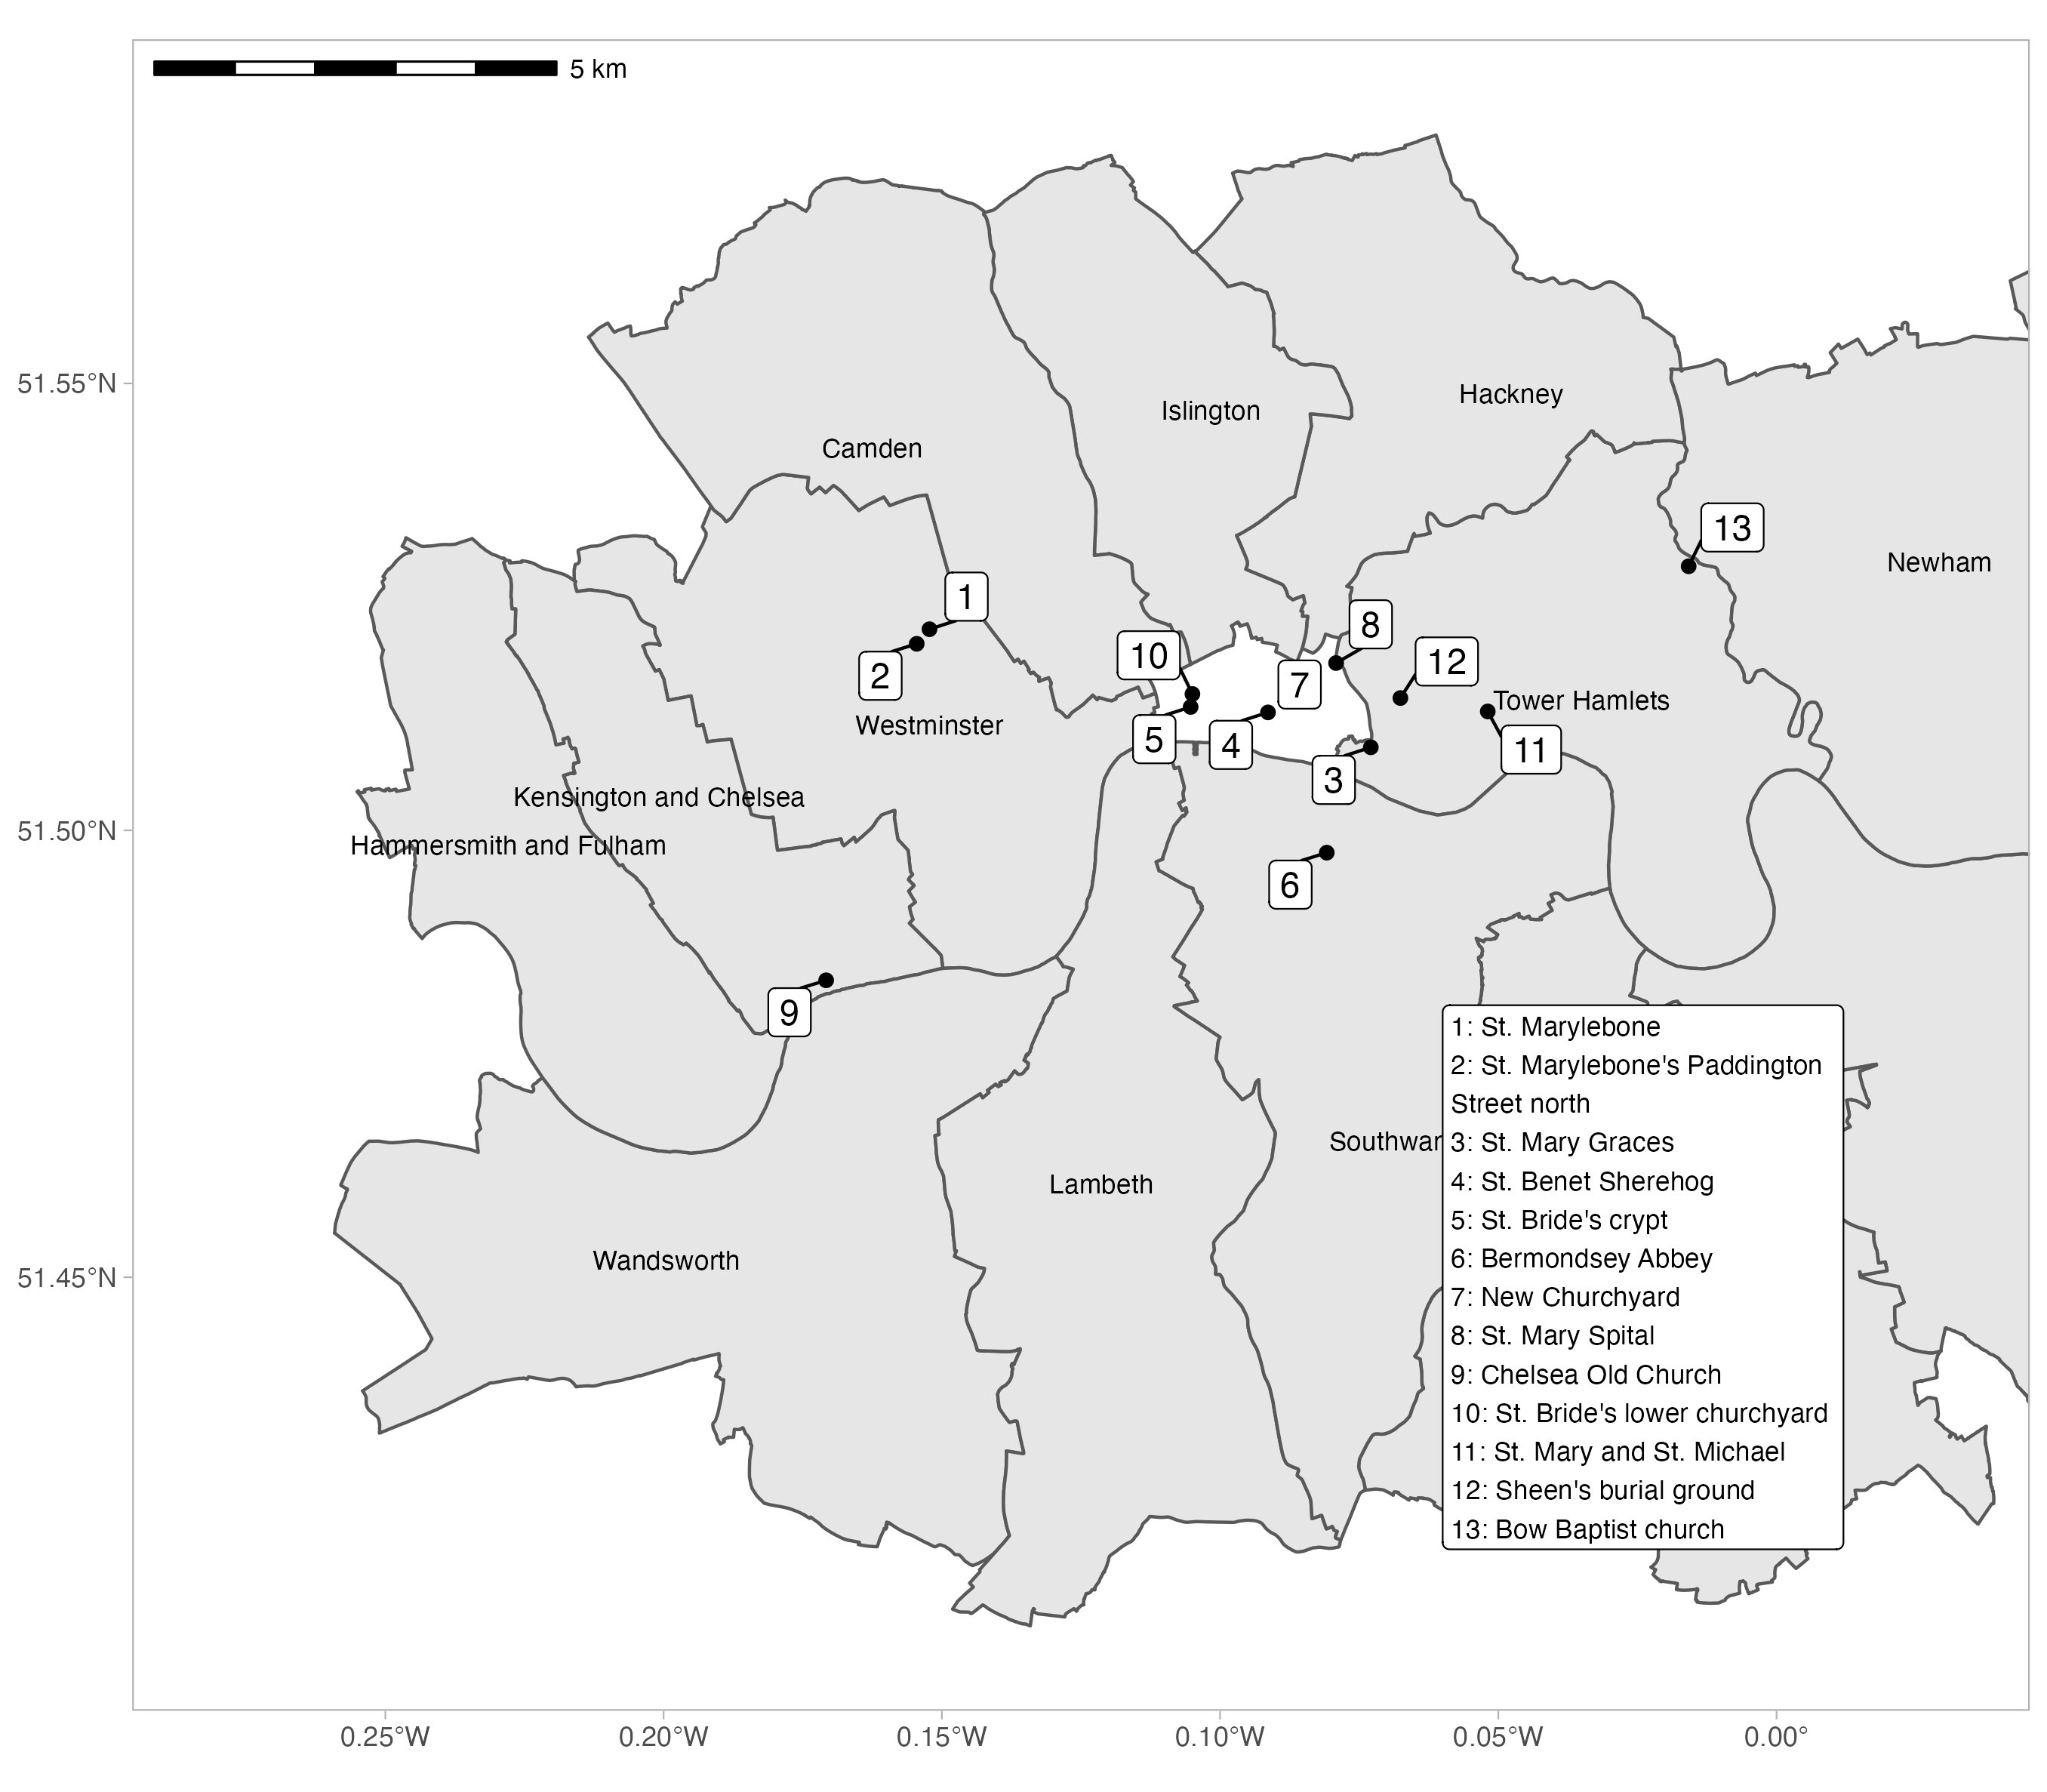 5 km
51.55°N
51.50°N
51.45°N
Hackney
Islington
Camden
13
Newham
1
8
10
12
2
7
Tower Hamlets
Westminster
5
4
11
3
Kensington and Chelsea
Hammersmith and Fulham
6
9
Southwar
Lambeth
Wandsworth
1: St. Marylebone
2: St. Marylebone's Paddington
Street north
3: St. Mary Graces
4: St. Benet Sherehog
5: St. Bride's crypt
6: Bermondsey Abbey
7: New Churchyard
8: St. Mary Spital
9: Chelsea Old Church
10: St. Bride's lower churchyard
11: St. Mary and St. Michael
12: Sheen's burial ground
13: Bow Baptist church
0.25°W
0.20°W
0.15°W
0.10°W
0.05°W
0.00°